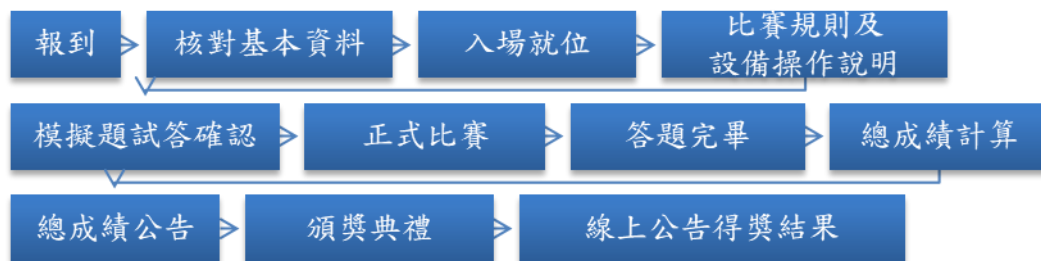 報到
核對基本資料
入場就位
比賽規則及
設備操作說明
模擬題試答確認
正式比賽
答題完畢
總成績計算
總成績公告
頒獎典禮
線上公告得獎結果